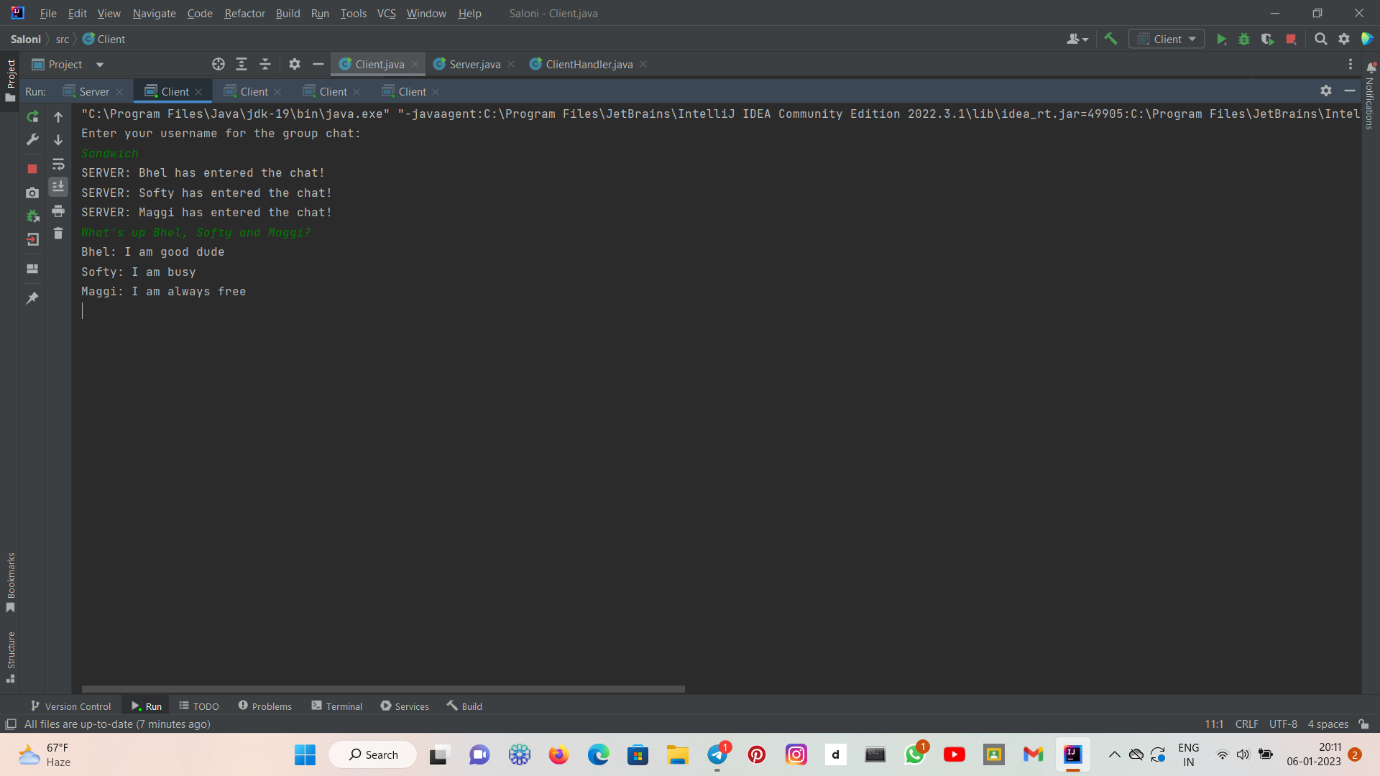 File Edit View Navigate Code Refactor Build Run Tools VCS Window Help Saloni - Client.java
Saloni src Client Client
Project Client.java Server.java ClientHandler.java
Run: Server Client Client Client Client
"C:\Program Files\Java\jdk-19\bin\java.exe" "-javaagent:C:\Program Files\JetBrains\IntelliJ IDEA Community Edition 2022.3.1\lib\idea_rt.jar=49905:C:\Program Files\JetBrains\Intel
Enter your username for the group chat:
Sandwich
SERVER: Bhel has entered the chat!
SERVER: Softy has entered the chat!
SERVER: Maggi has entered the chat!
What's up Bhel, Softy and Maggi?
Bhel: I am good dude
Softy: I am busy
Maggi: I am always free
Project
Bookmarks
Structure
Notifications
Version Control Run TODO Problems Terminal Services Build
All files are up-to-date (7 minutes ago) 11:1 CRLF UTF-8 4 spaces
67°F
Haze
Search
1
d
1
ENG
IN
20:11
06-01-2023
2